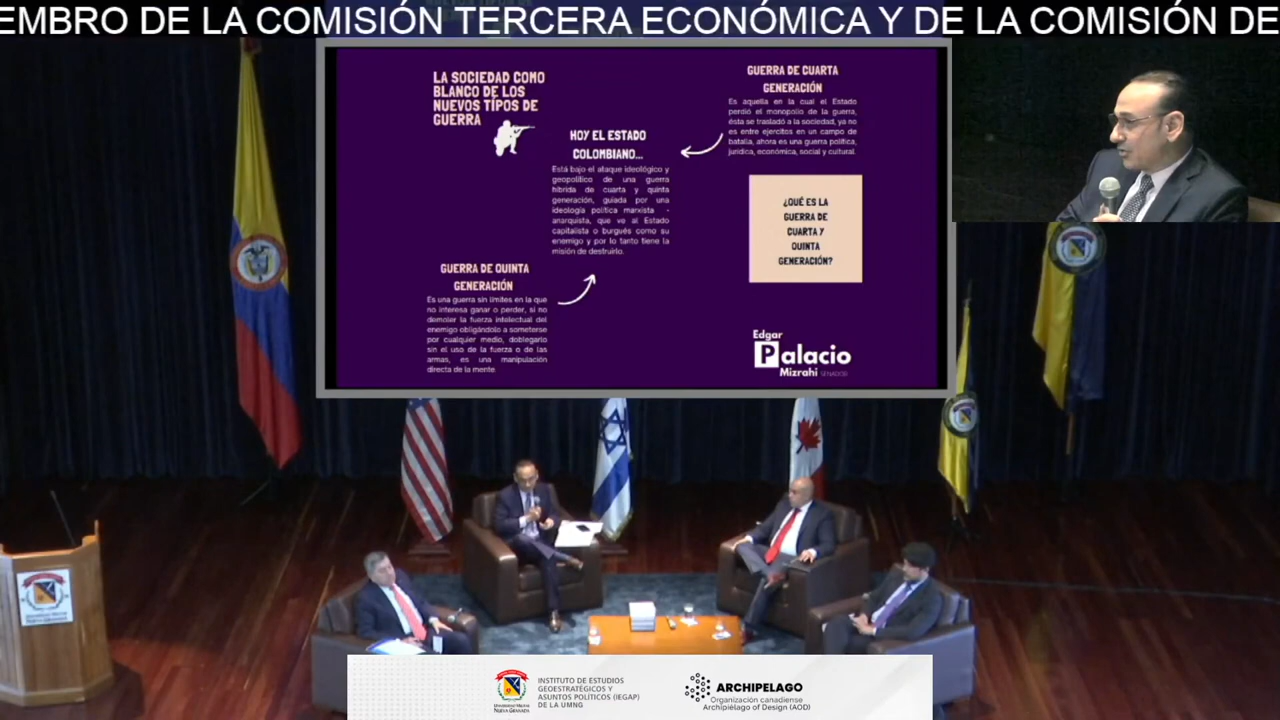 EMBRO DE LA COMISIÓN TERCERA ECONÓMICA Y DE LA COMISIÓN DE
LA SOCIEDAD COMO
BLANCO DE LOS
NUEVOS TIPOS DE
GUERRA
HOY EL ESTADO
COLOMBIANO...
Está bajo el ataque ideológico y
geopolítico de una guerra
híbrida de cuarta y quinta
generación, guiada por una
ideología política marxista -
anarquista, que ve al Estado
capitalista o burgués como su
enemigo y por lo tanto tiene la
misión de destruirlo.
GUERRA DE CUARTA
GENERACIÓN
Es aquella en la cual el Estado
perdió el monopolio de la guerra,
ésta se trasladó a la sociedad, ya no
es entre ejercitos en un campo de
batalla, ahora es una guerra política,
jurídica, económica, social y cultural.
¿QUÉ ES LA
GUERRA DE
CUARTA Y
QUINTA
GENERACIÓN?
GUERRA DE QUINTA
GENERACIÓN
Es una guerra sin límites en la que
no interesa ganar o perder, si no
demoler la fuerza intelectual del
enemigo obligándolo a someterse
por cualquier medio, doblegarlo
sin el uso de la fuerza o de las
armas, es una manipulación
directa de la mente
Edgar
Palacio
Mizrahi SENADOR
INSTITUTO DE ESTUDIOS
GEOESTRATÉGICOS Y
ASUNTOS POLÍTICOS (IEGAP)
DE LA UMNG
UNIVERSIDAD MILITAR
NUEVA GRANADA
ARCHIPELAGO
Organización canadiense
Archipelago of Design (AOD)